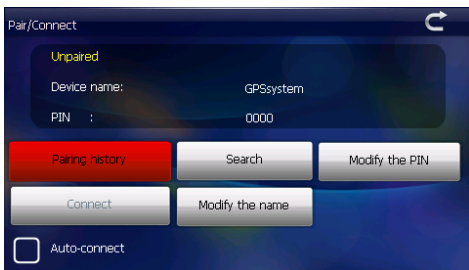 Pair/Connect
Unpaired
Device name: GPSsystem
PIN : 0000
Pairing history Search Modify the PIN
Connect Modify the name
Auto-connect